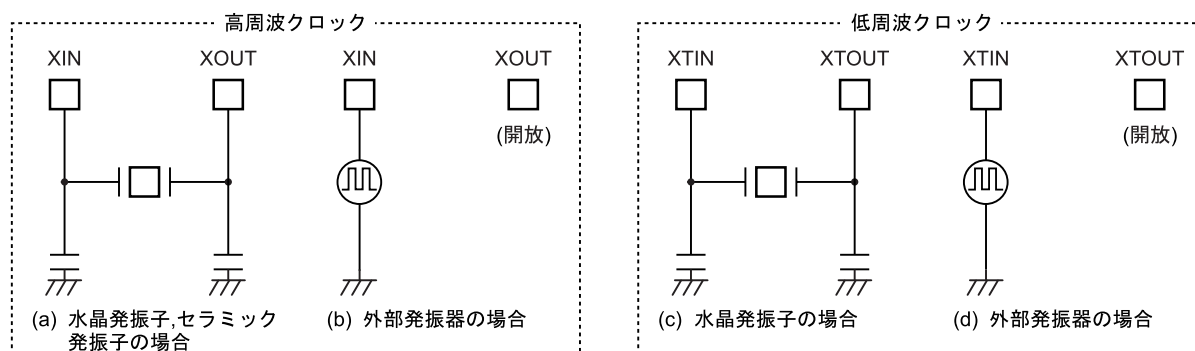 高周波クロック
XIN XOUT XIN XOUT
(開放)
(a) 水晶発振子,セラミック
発振子の場合
(b) 外部発振器の場合
低周波クロック
XTIN XTOUT XTIN XTOUT
(開放)
(c) 水晶発振子の場合
(d) 外部発振器の場合